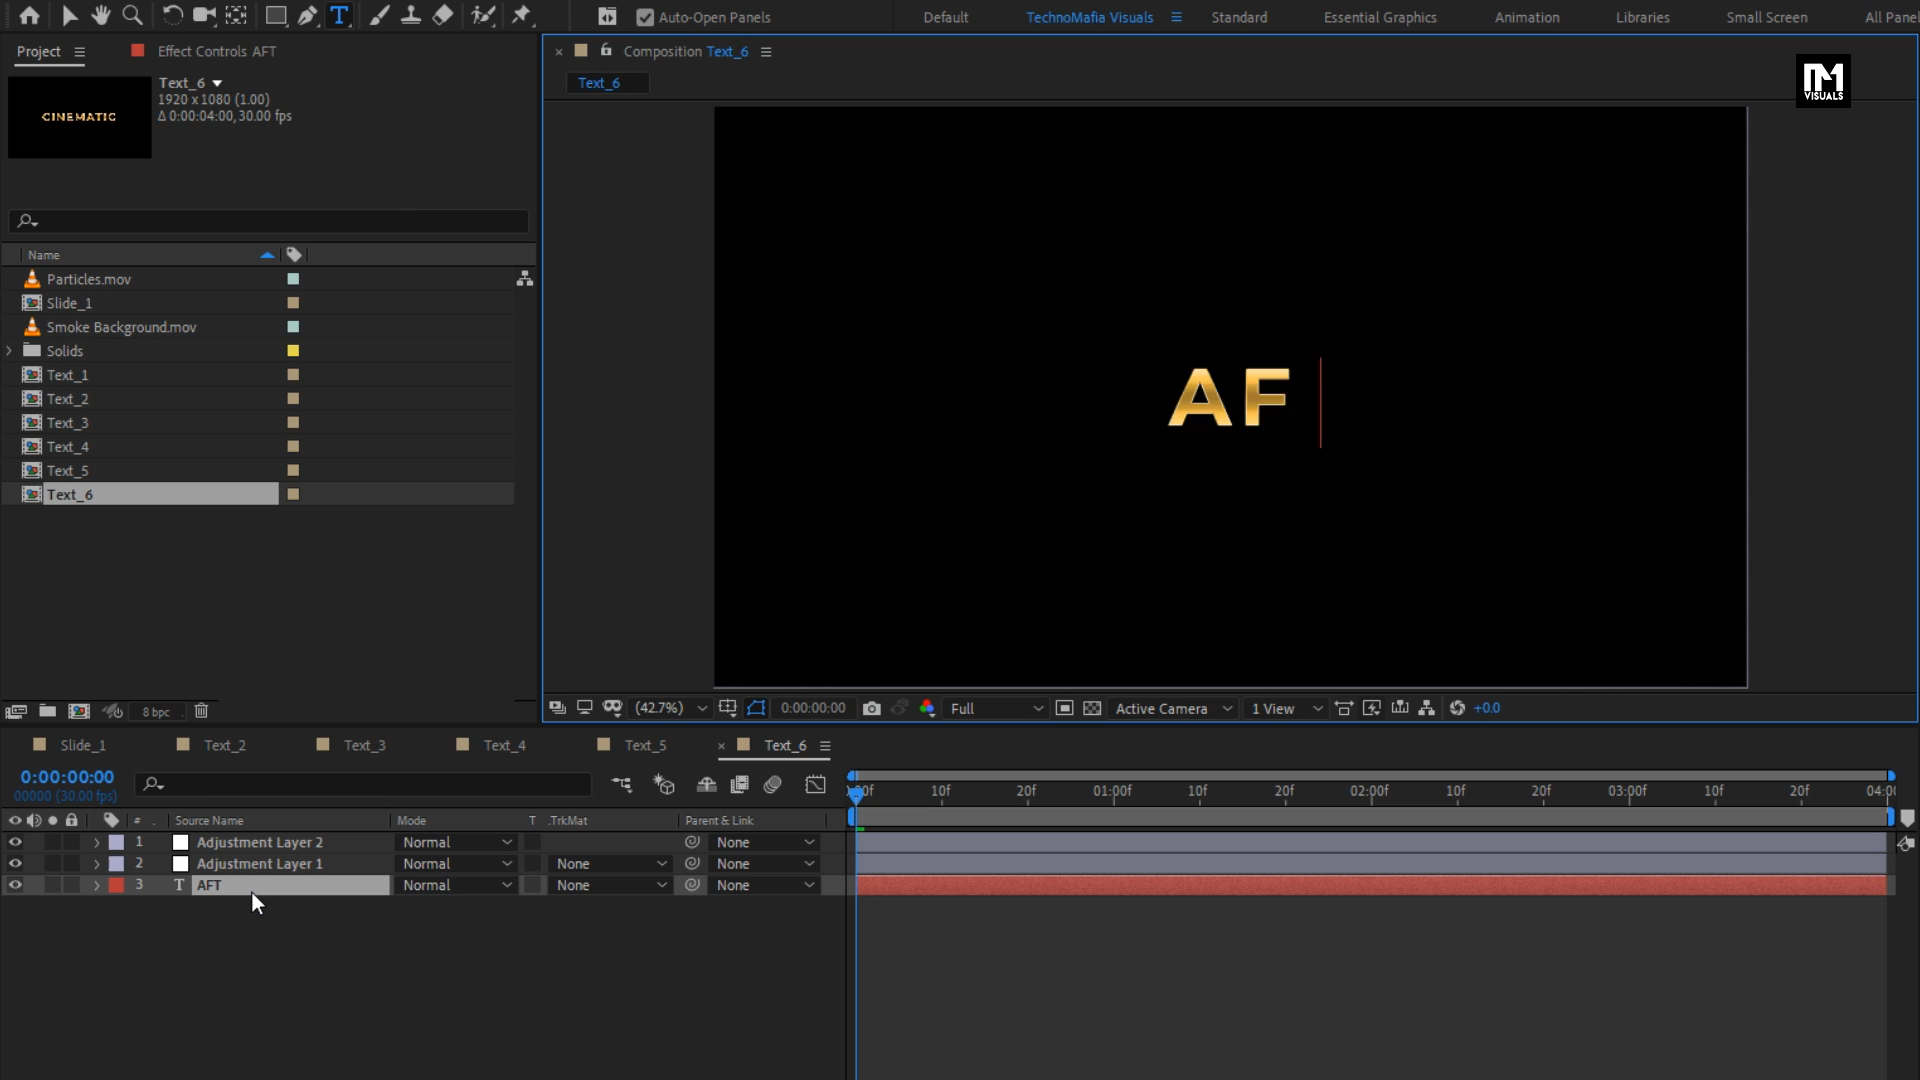 Auto-Open Panels
Default
TechnoMafia Visuals
Standard
Essential Graphics
Animation
Libraries
Small Screen
All Panel
Project
Effect Controls AFT
Composition Text_6
Text_6
1920 x 1080 (1.00)
Δ 0:00:04:00, 30.00 fps
CINEMATIC
Text_6
VISUALS
Name
Particles.mov
Slide_1
Smoke Background.mov
Solids
Text_1
Text_2
Text_3
Text_4
Text_5
Text_6
AF
8 bpc
(42.7%)
0:00:00:00
Full
Active Camera
1 View
+0.0
Slide_1
Text_2
Text_3
Text_4
Text_5
Text_6
0:00:00:00
00000 (30.00 fps)
00f
10f
20f
01:00f
10f
20f
02:00f
10f
20f
03:00f
10f
20f
04:00
# Source Name
Mode
T .TrkMat
Parent & Link
1 Adjustment Layer 2 Normal None
2 Adjustment Layer 1 Normal None None
3 T AFT Normal None None